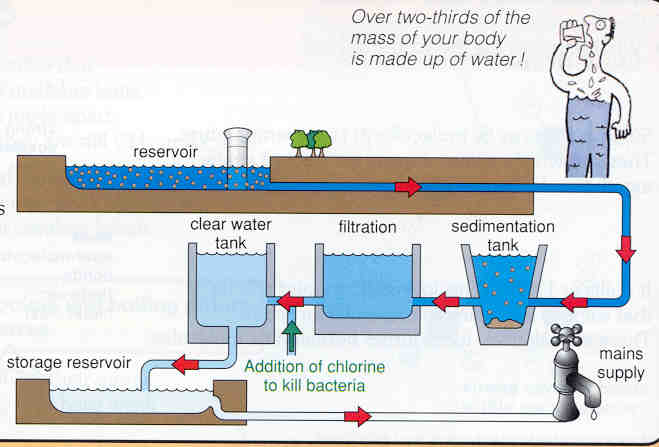 Over two-thirds of the
mass of your body
is made up of water!
reservoir
clear water
tank
filtration
sedimentation
tank
s
storage reservoir
Addition of chlorine
to kill bacteria
mains
supply